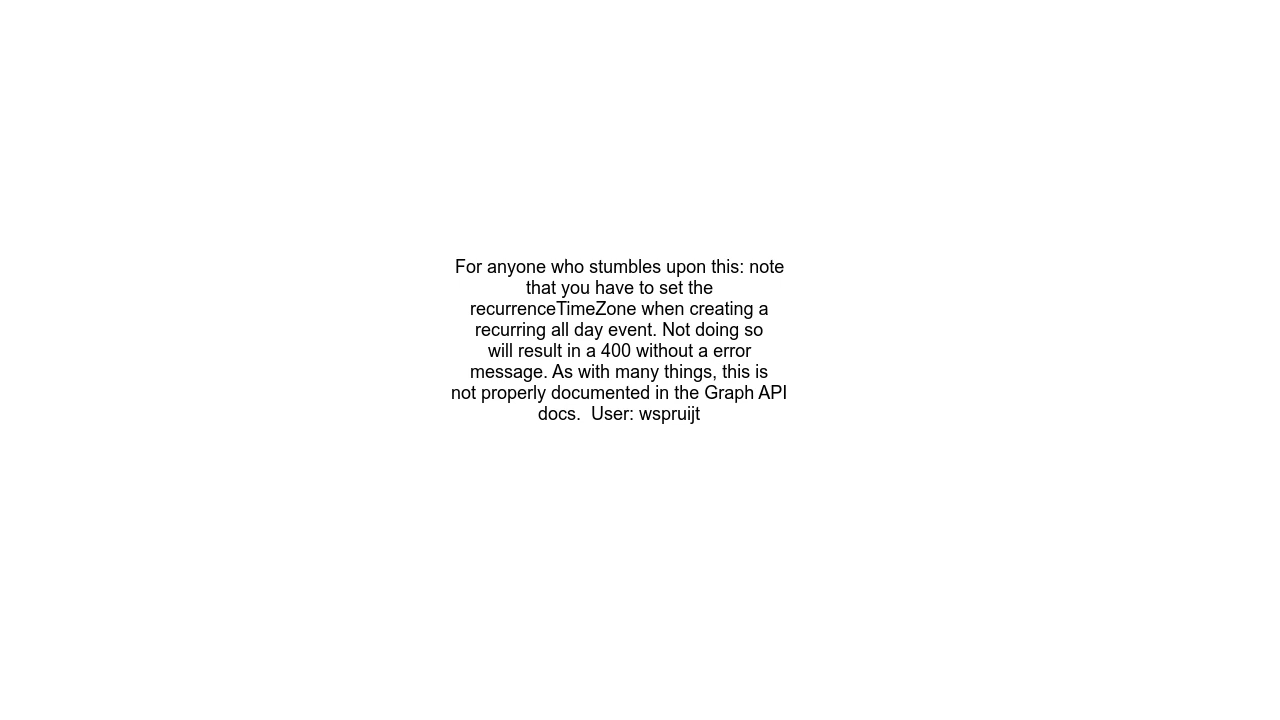 For anyone who stumbles upon this: note
that you have to set the
recurrenceTimeZone when creating a
recurring all day event. Not doing so
will result in a 400 without a error
message. As with many things, this is
not properly documented in the Graph API
docs.  User: wspruijt